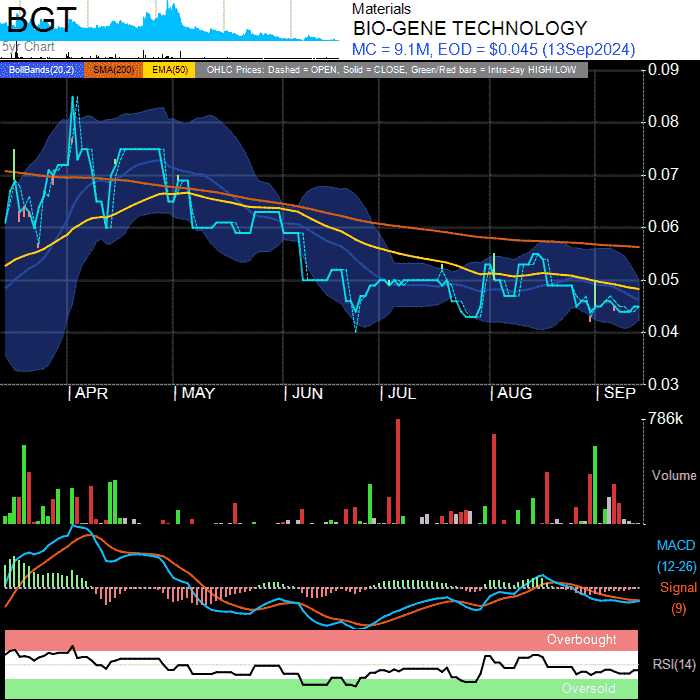 BGT
5yr Chart
Materials
BIO-GENE TECHNOLOGY
MC = 9.1M, EOD = $0.045 (13Sep2024)
BollBands(20,2) SMA(200) EMA(50) OHLC Prices: Dashed = OPEN, Solid = CLOSE, Green/Red bars = Intra-day HIGH/LOW
0.09
0.08
0.07
0.06
0.05
0.04
0.03
APR MAY JUN JUL AUG SEP
786k
Volume
MACD
(12-26)
Signal
(9)
Overbought
RSI(14)
Oversold